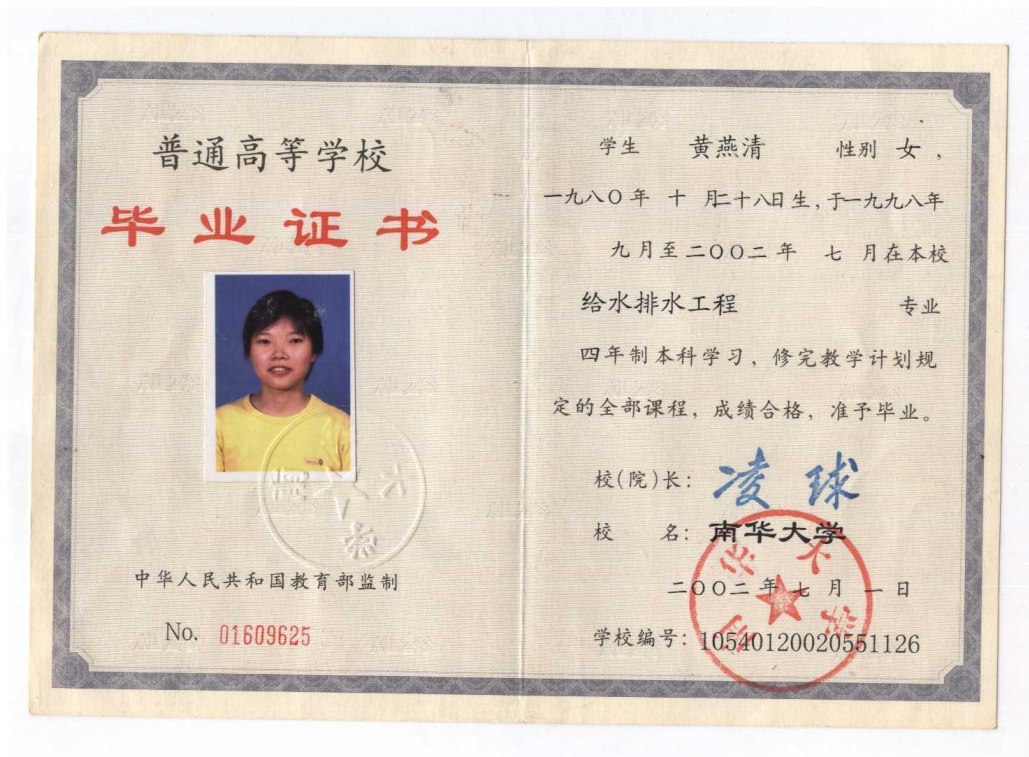 普通高等学校
毕业证书
中华人民共和国教育部监制
No. 01609625
学生 黄燕清 性别 女，
一九八〇年 十 月二十八日生，于一九九八年
九月至二〇〇二年 七 月在本校
给水排水工程 专业
四年制本科学习，修完教学计划规
定的全部课程，成绩合格，准予毕业。
校(院)长： 凌球
校 名： 南华大学
二〇〇二年七月一日
学校编号：10540120020551126
南华大学